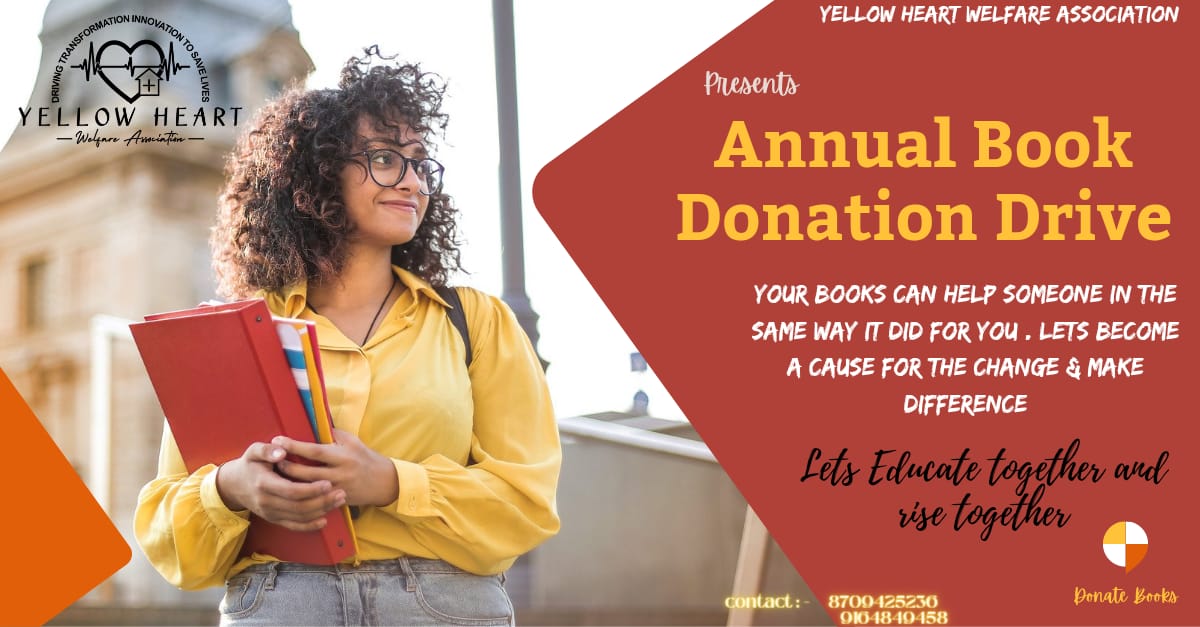 DRIVING TRANSFORMATION INNOVATION TO SAVE LIVES
YELLOW HEART
Welfare Association
YELLOW HEART WELFARE ASSOCIATION
Presents
Annual Book
Donation Drive
YOUR BOOKS CAN HELP SOMEONE IN THE
SAME WAY IT DID FOR YOU . LETS BECOME
A CAUSE FOR THE CHANGE & MAKE
DIFFERENCE
Lets Educate together and
rise together
Donate Books
contact :- 8709425236
9164849458